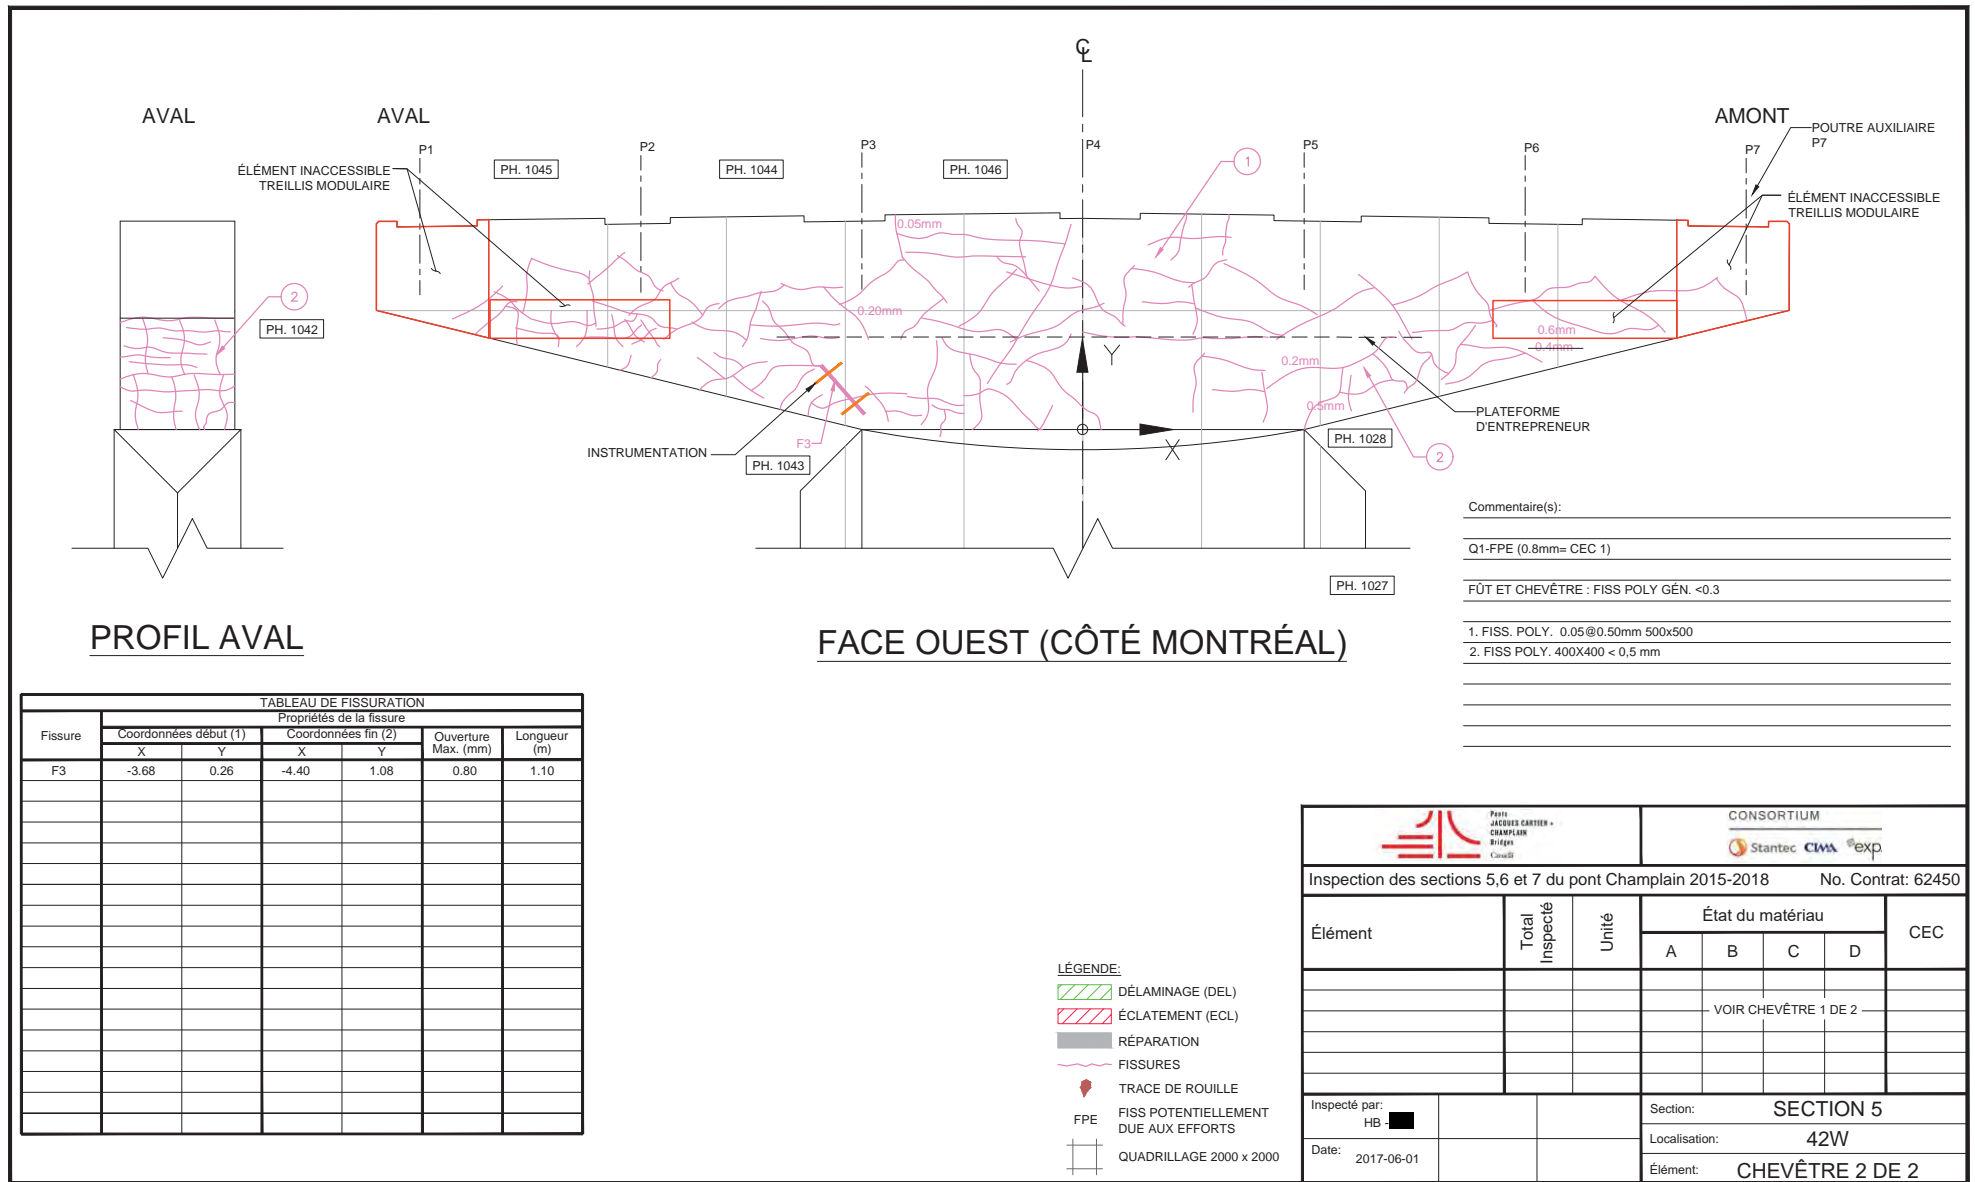 ℄
AVAL
AVAL
AMONT
POUTRE AUXILIAIRE
P7
P1
P2
P3
P4
P5
P6
P7
ÉLÉMENT INACCESSIBLE
TREILLIS MODULAIRE
PH. 1045
PH. 1044
PH. 1046
1
ÉLÉMENT INACCESSIBLE
TREILLIS MODULAIRE
0.05mm
2
PH. 1042
0.20mm
0.6mm
0.4mm
Y
0.2mm
0.5mm
PLATEFORME
D'ENTREPRENEUR
F3
INSTRUMENTATION
PH. 1043
X
PH. 1028
2
PH. 1027
PROFIL AVAL
FACE OUEST (CÔTÉ MONTRÉAL)
Commentaire(s):
Q1-FPE (0.8mm= CEC 1)
FÛT ET CHEVÊTRE : FISS POLY GÉN. <0.3
1. FISS. POLY. 0.05@0.50mm 500x500
2. FISS POLY. 400X400 < 0,5 mm
TABLEAU DE FISSURATION
Fissure
Propriétés de la fissure
Coordonnées début (1) Coordonnées fin (2) Ouverture Max. (mm) Longueur (m)
X Y X Y
F3 -3.68 0.26 -4.40 1.08 0.80 1.10
LÉGENDE:
DÉLAMINAGE (DEL)
ÉCLATEMENT (ECL)
RÉPARATION
FISSURES
TRACE DE ROUILLE
FPE FISS POTENTIELLEMENT
DUE AUX EFFORTS
QUADRILLAGE 2000 x 2000
Ponts
JACQUES CARTIER +
CHAMPLAIN
Bridges
Canada
CONSORTIUM
Stantec CIMA+ exp.
Inspection des sections 5,6 et 7 du pont Champlain 2015-2018 No. Contrat: 62450
Élément
Total Inspecté
Unité
État du matériau
A B C D
CEC
VOIR CHEVÊTRE 1 DE 2
Inspecté par:
HB -
Date: 2017-06-01
Section: SECTION 5
Localisation: 42W
Élément: CHEVÊTRE 2 DE 2